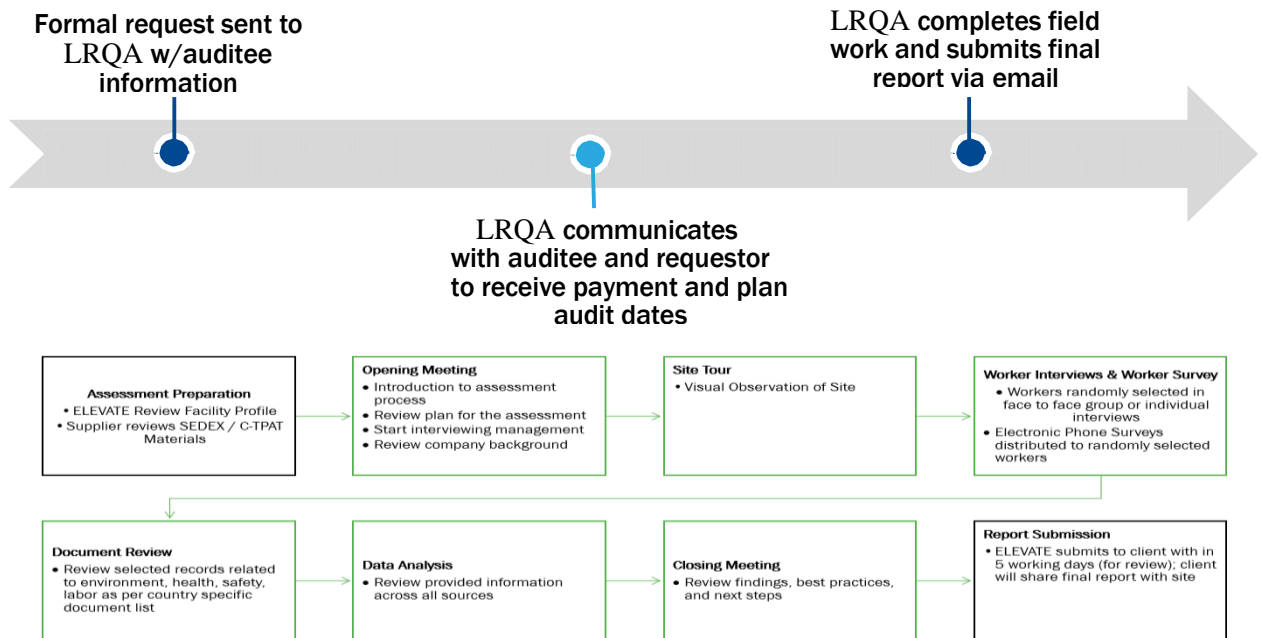 Formal request sent to
LRQA w/auditee
information
LRQA completes field
work and submits final
report via email
LRQA communicates
with auditee and requestor
to receive payment and plan
audit dates
Assessment Preparation
• ELEVATE Review Facility Profile
• Supplier reviews SEDEX / C-TPAT
Materials
Opening Meeting
• Introduction to assessment
process
• Review plan for the assessment
• Start interviewing management
• Review company background
Site Tour
• Visual Observation of Site
Worker Interviews & Worker Survey
• Workers randomly selected in
face to face group or individual
interviews
• Electronic Phone Surveys
distributed to randomly selected
workers
Document Review
• Review selected records related
to environment, health, safety,
labor as per country specific
document list
Data Analysis
• Review provided information
across all sources
Closing Meeting
• Review findings, best practices,
and next steps
Report Submission
• ELEVATE submits to client with in
5 working days (for review); client
will share final report with site